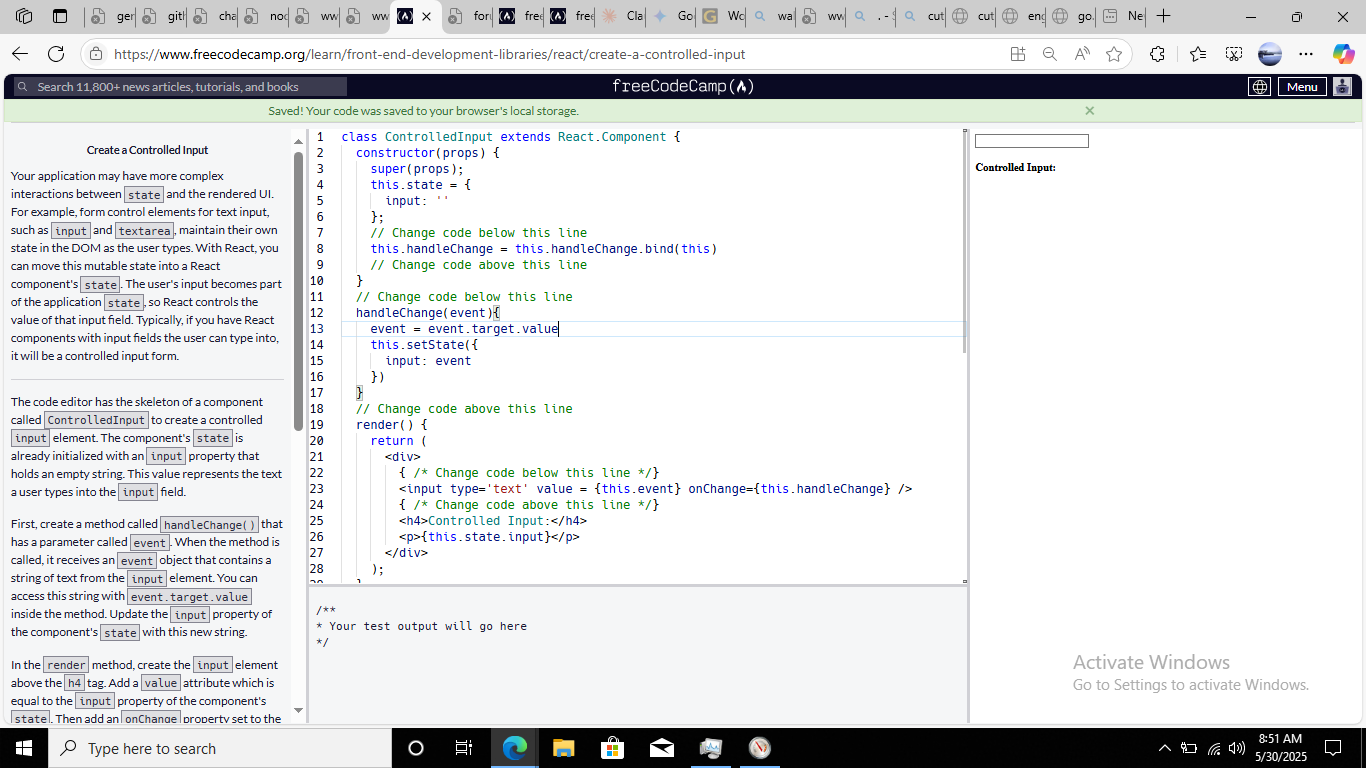 ger
gitl
cha
noc
ww
ww
for
free
free
Cla
Go
Wo
wal
ww
. - S
cut
cut
eng
go.
Ne
https://www.freecodecamp.org/learn/front-end-development-libraries/react/create-a-controlled-input
Search 11,800+ news articles, tutorials, and books
freeCodeCamp
Menu
Saved! Your code was saved to your browser's local storage.
Create a Controlled Input
Your application may have more complex
interactions between state and the rendered UI.
For example, form control elements for text input,
such as input and textarea, maintain their own
state in the DOM as the user types. With React, you
can move this mutable state into a React
component's state. The user's input becomes part
of the application state, so React controls the
value of that input field. Typically, if you have React
components with input fields the user can type into,
it will be a controlled input form.
The code editor has the skeleton of a component
called ControlledInput to create a controlled
input element. The component's state is
already initialized with an input property that
holds an empty string. This value represents the text
a user types into the input field.
First, create a method called handleChange() that
has a parameter called event. When the method is
called, it receives an event object that contains a
string of text from the input element. You can
access this string with event.target.value
inside the method. Update the input property of
the component's state with this new string.
In the render method, create the input element
above the h4 tag. Add a value attribute which is
equal to the input property of the component's
state. Then add an onChange property set to the
1 class ControlledInput extends React.Component {
2 constructor(props) {
3 super(props);
4 this.state = {
5 input: ''
6 };
7 // Change code below this line
8 this.handleChange = this.handleChange.bind(this)
9 // Change code above this line
10 }
11 // Change code below this line
12 handleChange(event){
13 event = event.target.value
14 this.setState({
15 input: event
16 })
17 }
18 // Change code above this line
19 render() {
20 return (
21 <div>
22 { /* Change code below this line */}
23 <input type='text' value = {this.event} onChange={this.handleChange} />
24 { /* Change code above this line */}
25 <h4>Controlled Input:</h4>
26 <p>{this.state.input}</p>
27 </div>
28 );
29 }
/**
* Your test output will go here
*/
Controlled Input:
Activate Windows
Go to Settings to activate Windows.
Type here to search
8:51 AM
5/30/2025